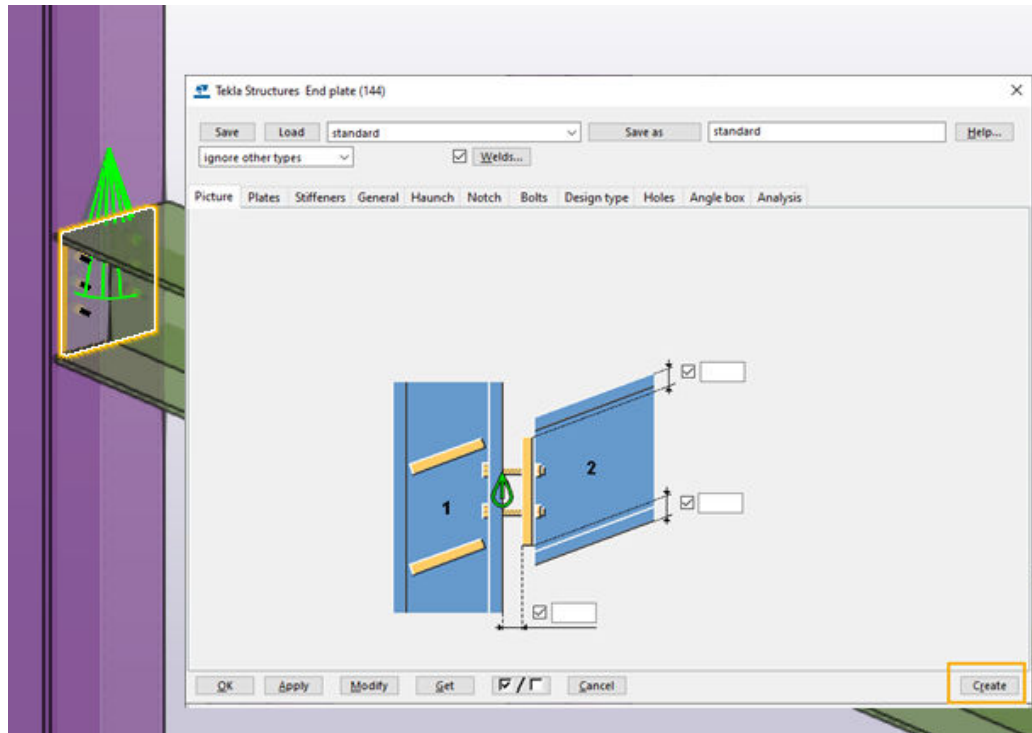 Tekla Structures End plate (144)
Save Load standard Save as standard Help...
ignore other types Welds...
Picture Plates Stiffeners General Haunch Notch Bolts Design type Holes Angle box Analysis
2
1
OK Apply Modify Get / Cancel Create